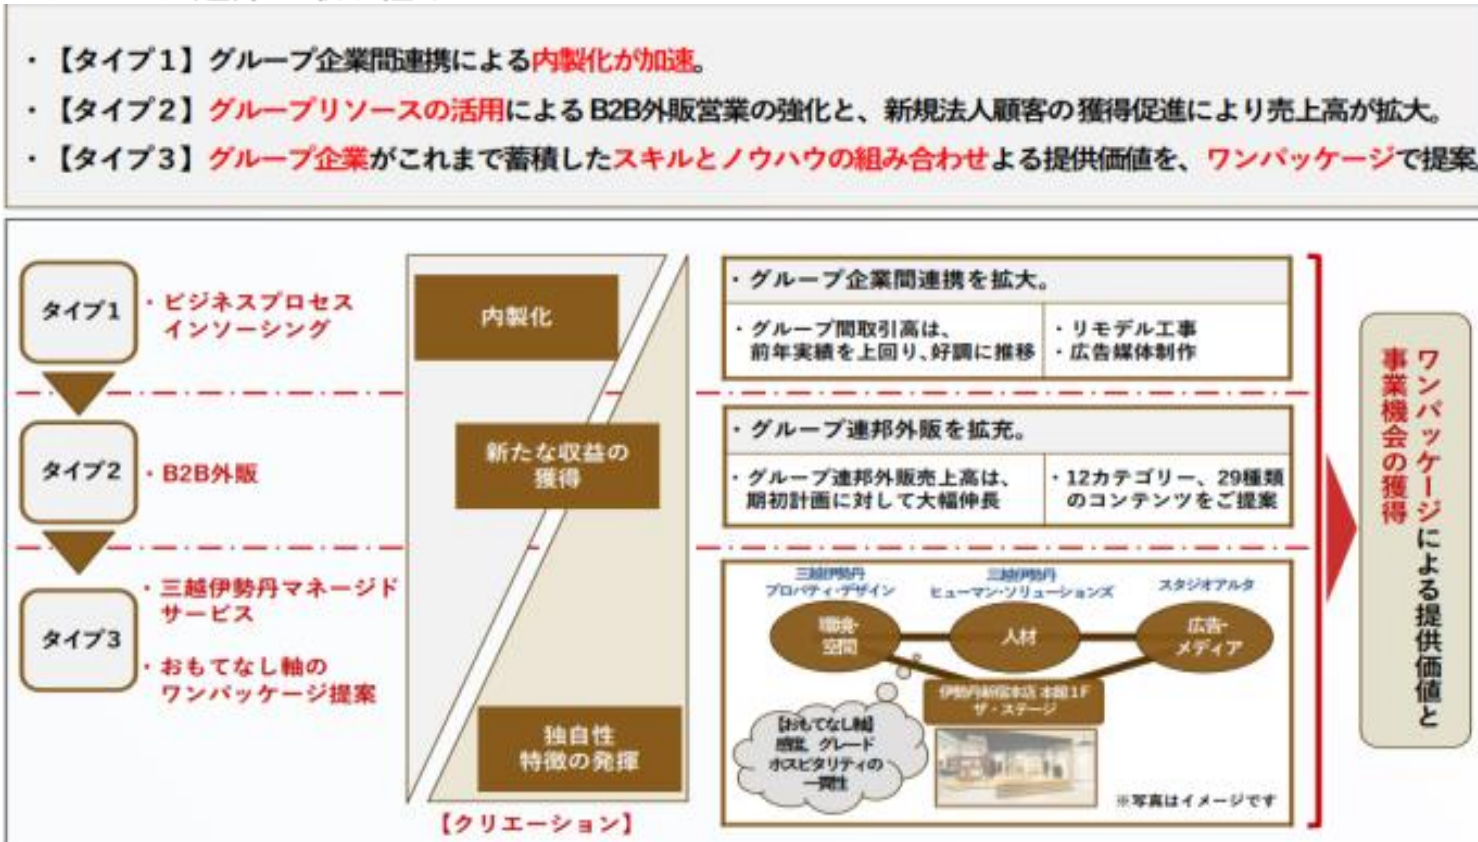 ・【タイプ1】グループ企業間連携による内製化が加速。
・【タイプ2】グループリソースの活用によるB2B外販営業の強化と、新規法人顧客の獲得促進により売上高が拡大。
・【タイプ3】グループ企業がこれまで蓄積したスキルとノウハウの組み合わせよる提供価値を、ワンパッケージで提案。
タイプ1
・ビジネスプロセス
インソーシング
内製化
・グループ企業間連携を拡大。
・グループ間取引高は、
前年実績を上回り、好調に推移
・リモデル工事
・広告媒体制作
タイプ2
・B2B外販
新たな収益の
獲得
・グループ連邦外販を拡充。
・グループ連邦外販売上高は、
期初計画に対して大幅伸長
・12カテゴリー、29種類
のコンテンツをご提案
タイプ3
・三越伊勢丹マネージド
サービス
・おもてなし軸の
ワンパッケージ提案
独自性
特徴の発揮
【クリエーション】
三越伊勢丹
プロパティ・デザイン
三越伊勢丹
ヒューマン・ソリューションズ
スタジオアルタ
環境・
空間
人材
広告・
メディア
伊勢丹新宿本店 本館1F
ザ・ステージ
【おもてなし軸】
感度、グレード
ホスピタリティの
一貫性
※写真はイメージです
ワンパッケージによる提供価値と
事業機会の獲得